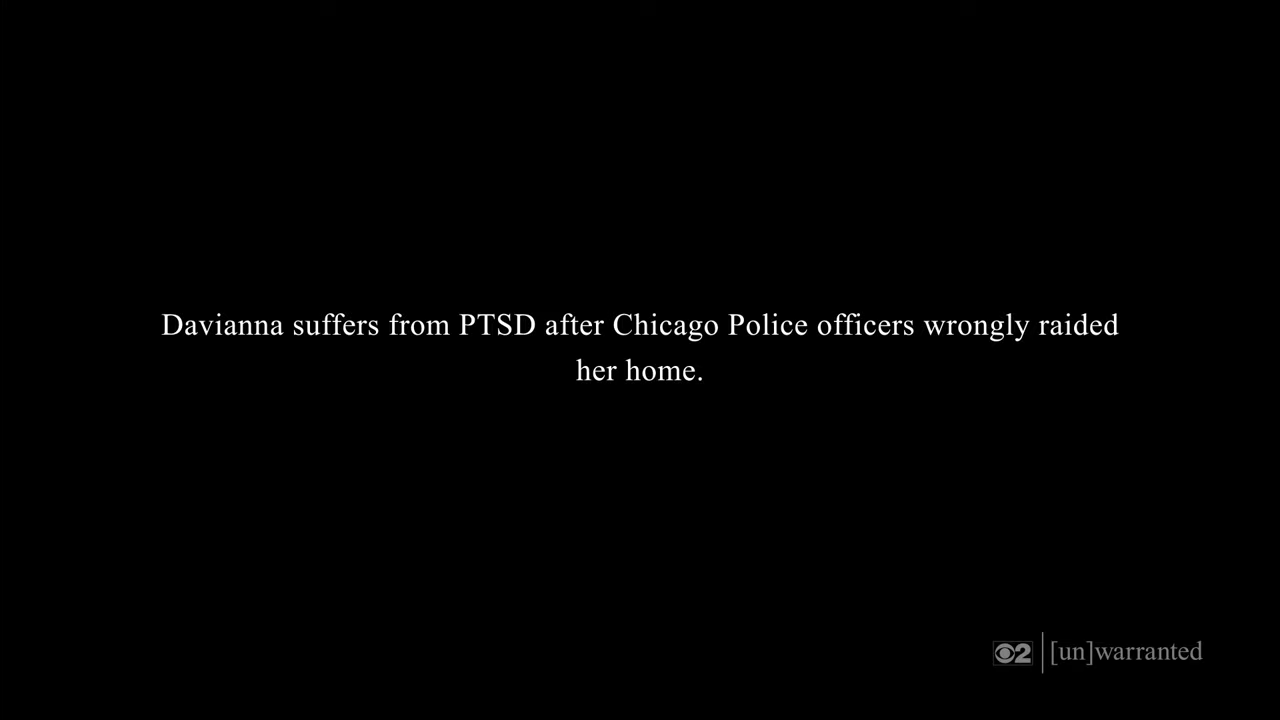 Davianna suffers from PTSD after Chicago Police officers wrongly raided
her home.
2 [un]warranted